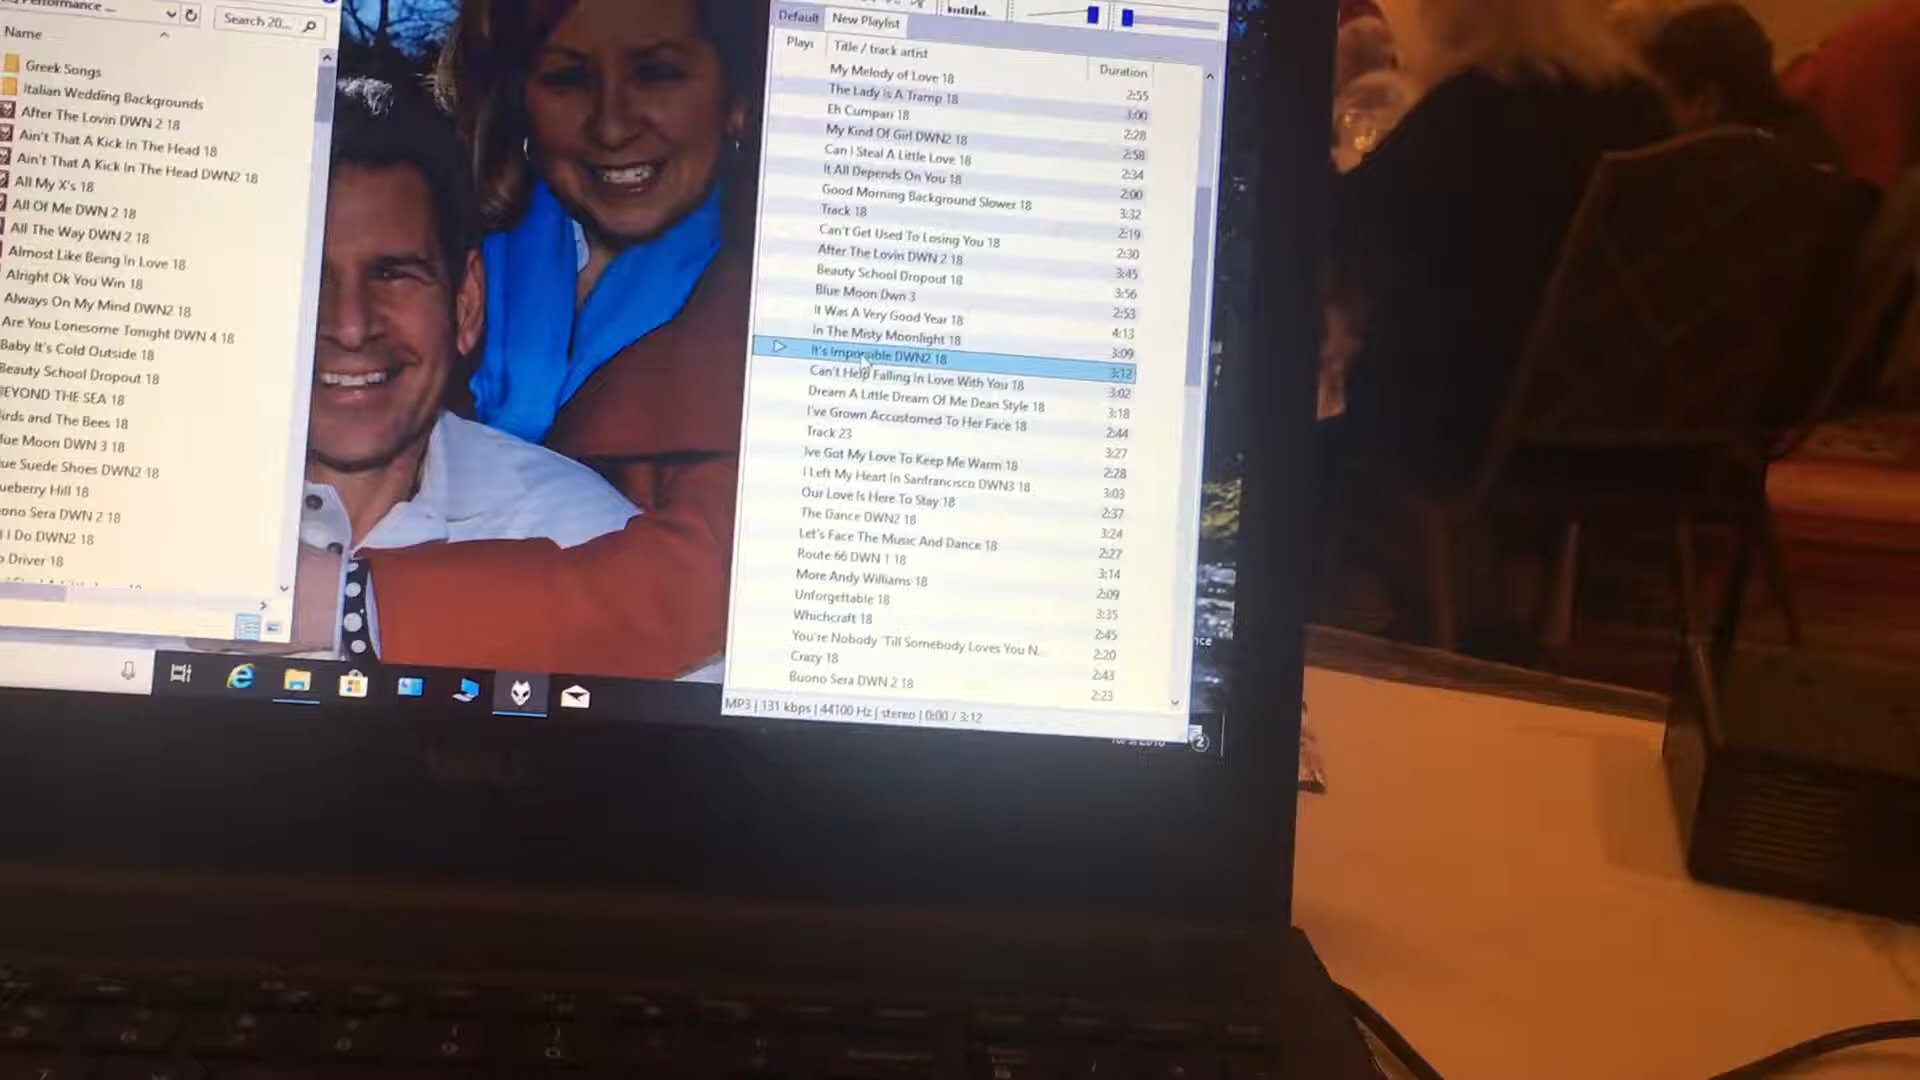 Performance ...
Search 20...
Name
Greek Songs
Italian Wedding Backgrounds
After The Lovin DWN 2 18
Ain't That A Kick In The Head 18
Ain't That A Kick In The Head DWN2 18
All My X's 18
All Of Me DWN 2 18
All The Way DWN 2 18
Almost Like Being In Love 18
Alright Ok You Win 18
Always On My Mind DWN2 18
Are You Lonesome Tonight DWN 4 18
Baby It's Cold Outside 18
Beauty School Dropout 18
EYOND THE SEA 18
irds and The Bees 18
lue Moon DWN 3 18
ue Suede Shoes DWN2 18
ueberry Hill 18
ono Sera DWN 2 18
I Do DWN2 18
Driver 18
Default
New Playlist
Playi
Title / track artist
Duration
My Melody of Love 18 2:55
The Lady is A Tramp 18 3:00
Eh Cumpari 18 2:28
My Kind Of Girl DWN2 18 2:58
Can I Steal A Little Love 18 2:34
It All Depends On You 18 2:00
Good Morning Background Slower 18 3:32
Track 18 2:19
Can't Get Used To Losing You 18 2:30
After The Lovin DWN 2 18 3:45
Beauty School Dropout 18 3:56
Blue Moon Dwn 3 2:53
It Was A Very Good Year 18 4:13
In The Misty Moonlight 18 3:09
It's Impossible DWN2 18 3:12
Can't Help Falling In Love With You 18 3:02
Dream A Little Dream Of Me Dean Style 18 3:18
I've Grown Accustomed To Her Face 18 2:44
Track 23 3:27
Ive Got My Love To Keep Me Warm 18 2:28
I Left My Heart In Sanfrancisco DWN3 18 3:03
Our Love Is Here To Stay 18 2:37
The Dance DWN2 18 3:24
Let's Face The Music And Dance 18 2:27
Route 66 DWN 1 18 3:14
More Andy Williams 18 2:09
Unforgettable 18 3:35
Whichcraft 18 2:45
You're Nobody 'Till Somebody Loves You N... 2:20
Crazy 18 2:43
Buono Sera DWN 2 18 2:23
MP3 | 131 kbps | 44100 Hz | stereo | 0:00 / 3:12
nce
2